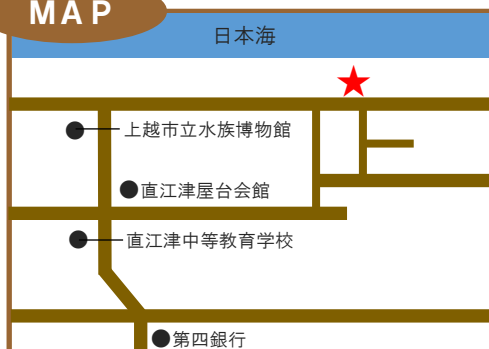 MAP
日本海
上越市立水族博物館
直江津屋台会館
直江津中等教育学校
第四銀行